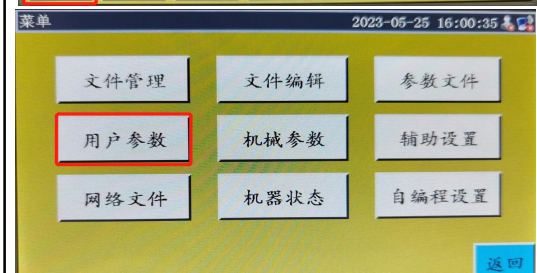 菜单 2023-05-25 16:00:35
文件管理 文件编辑 参数文件
用户参数 机械参数 辅助设置
网络文件 机器状态 自编程设置
返回